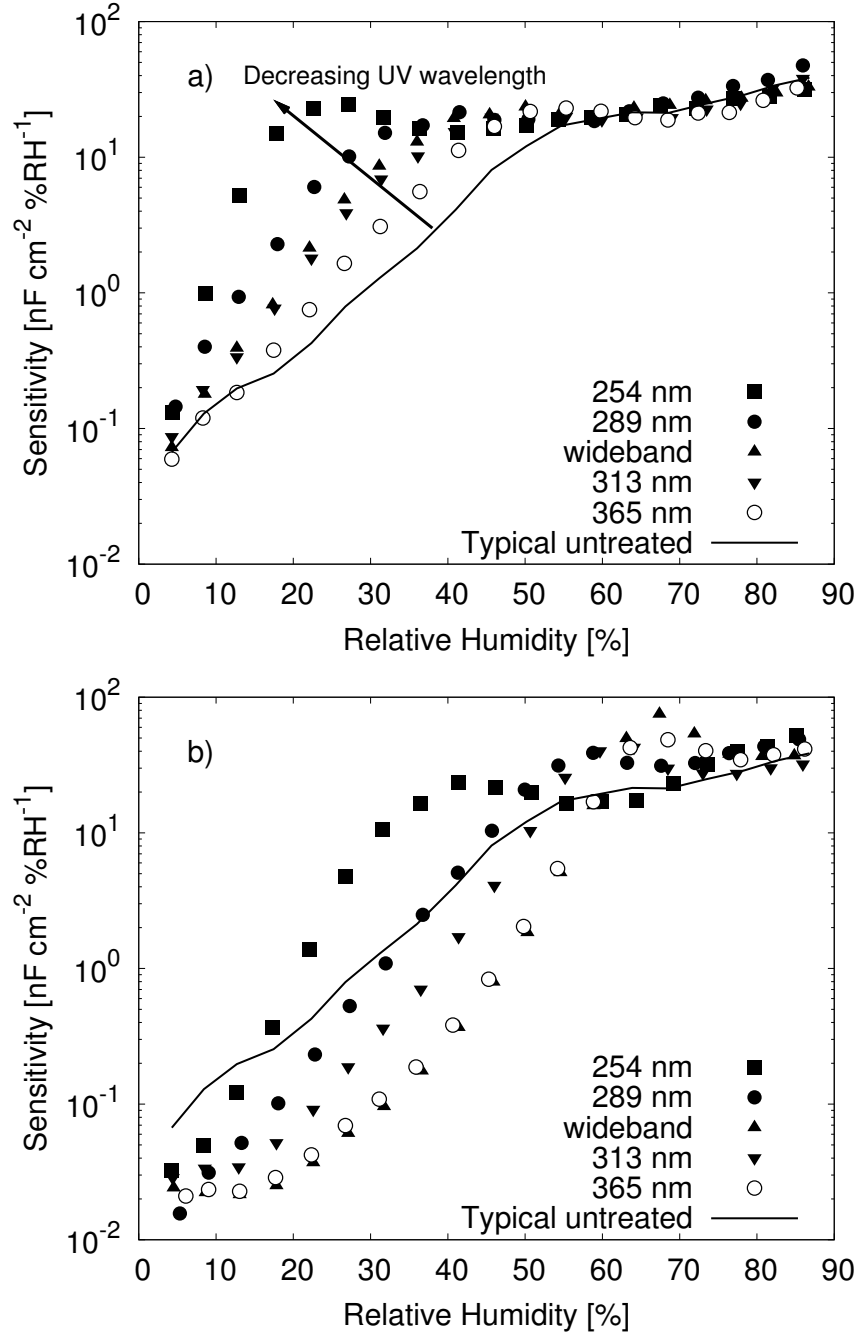 10^2
a)
Decreasing UV wavelength
10^1
10^0
Sensitivity [nF cm^-2 %RH^-1]
10^-1
254 nm
289 nm
wideband
313 nm
365 nm
Typical untreated
10^-2
0 10 20 30 40 50 60 70 80 90
Relative Humidity [%]
10^2
b)
10^1
10^0
Sensitivity [nF cm^-2 %RH^-1]
10^-1
254 nm
289 nm
wideband
313 nm
365 nm
Typical untreated
10^-2
0 10 20 30 40 50 60 70 80 90
Relative Humidity [%]